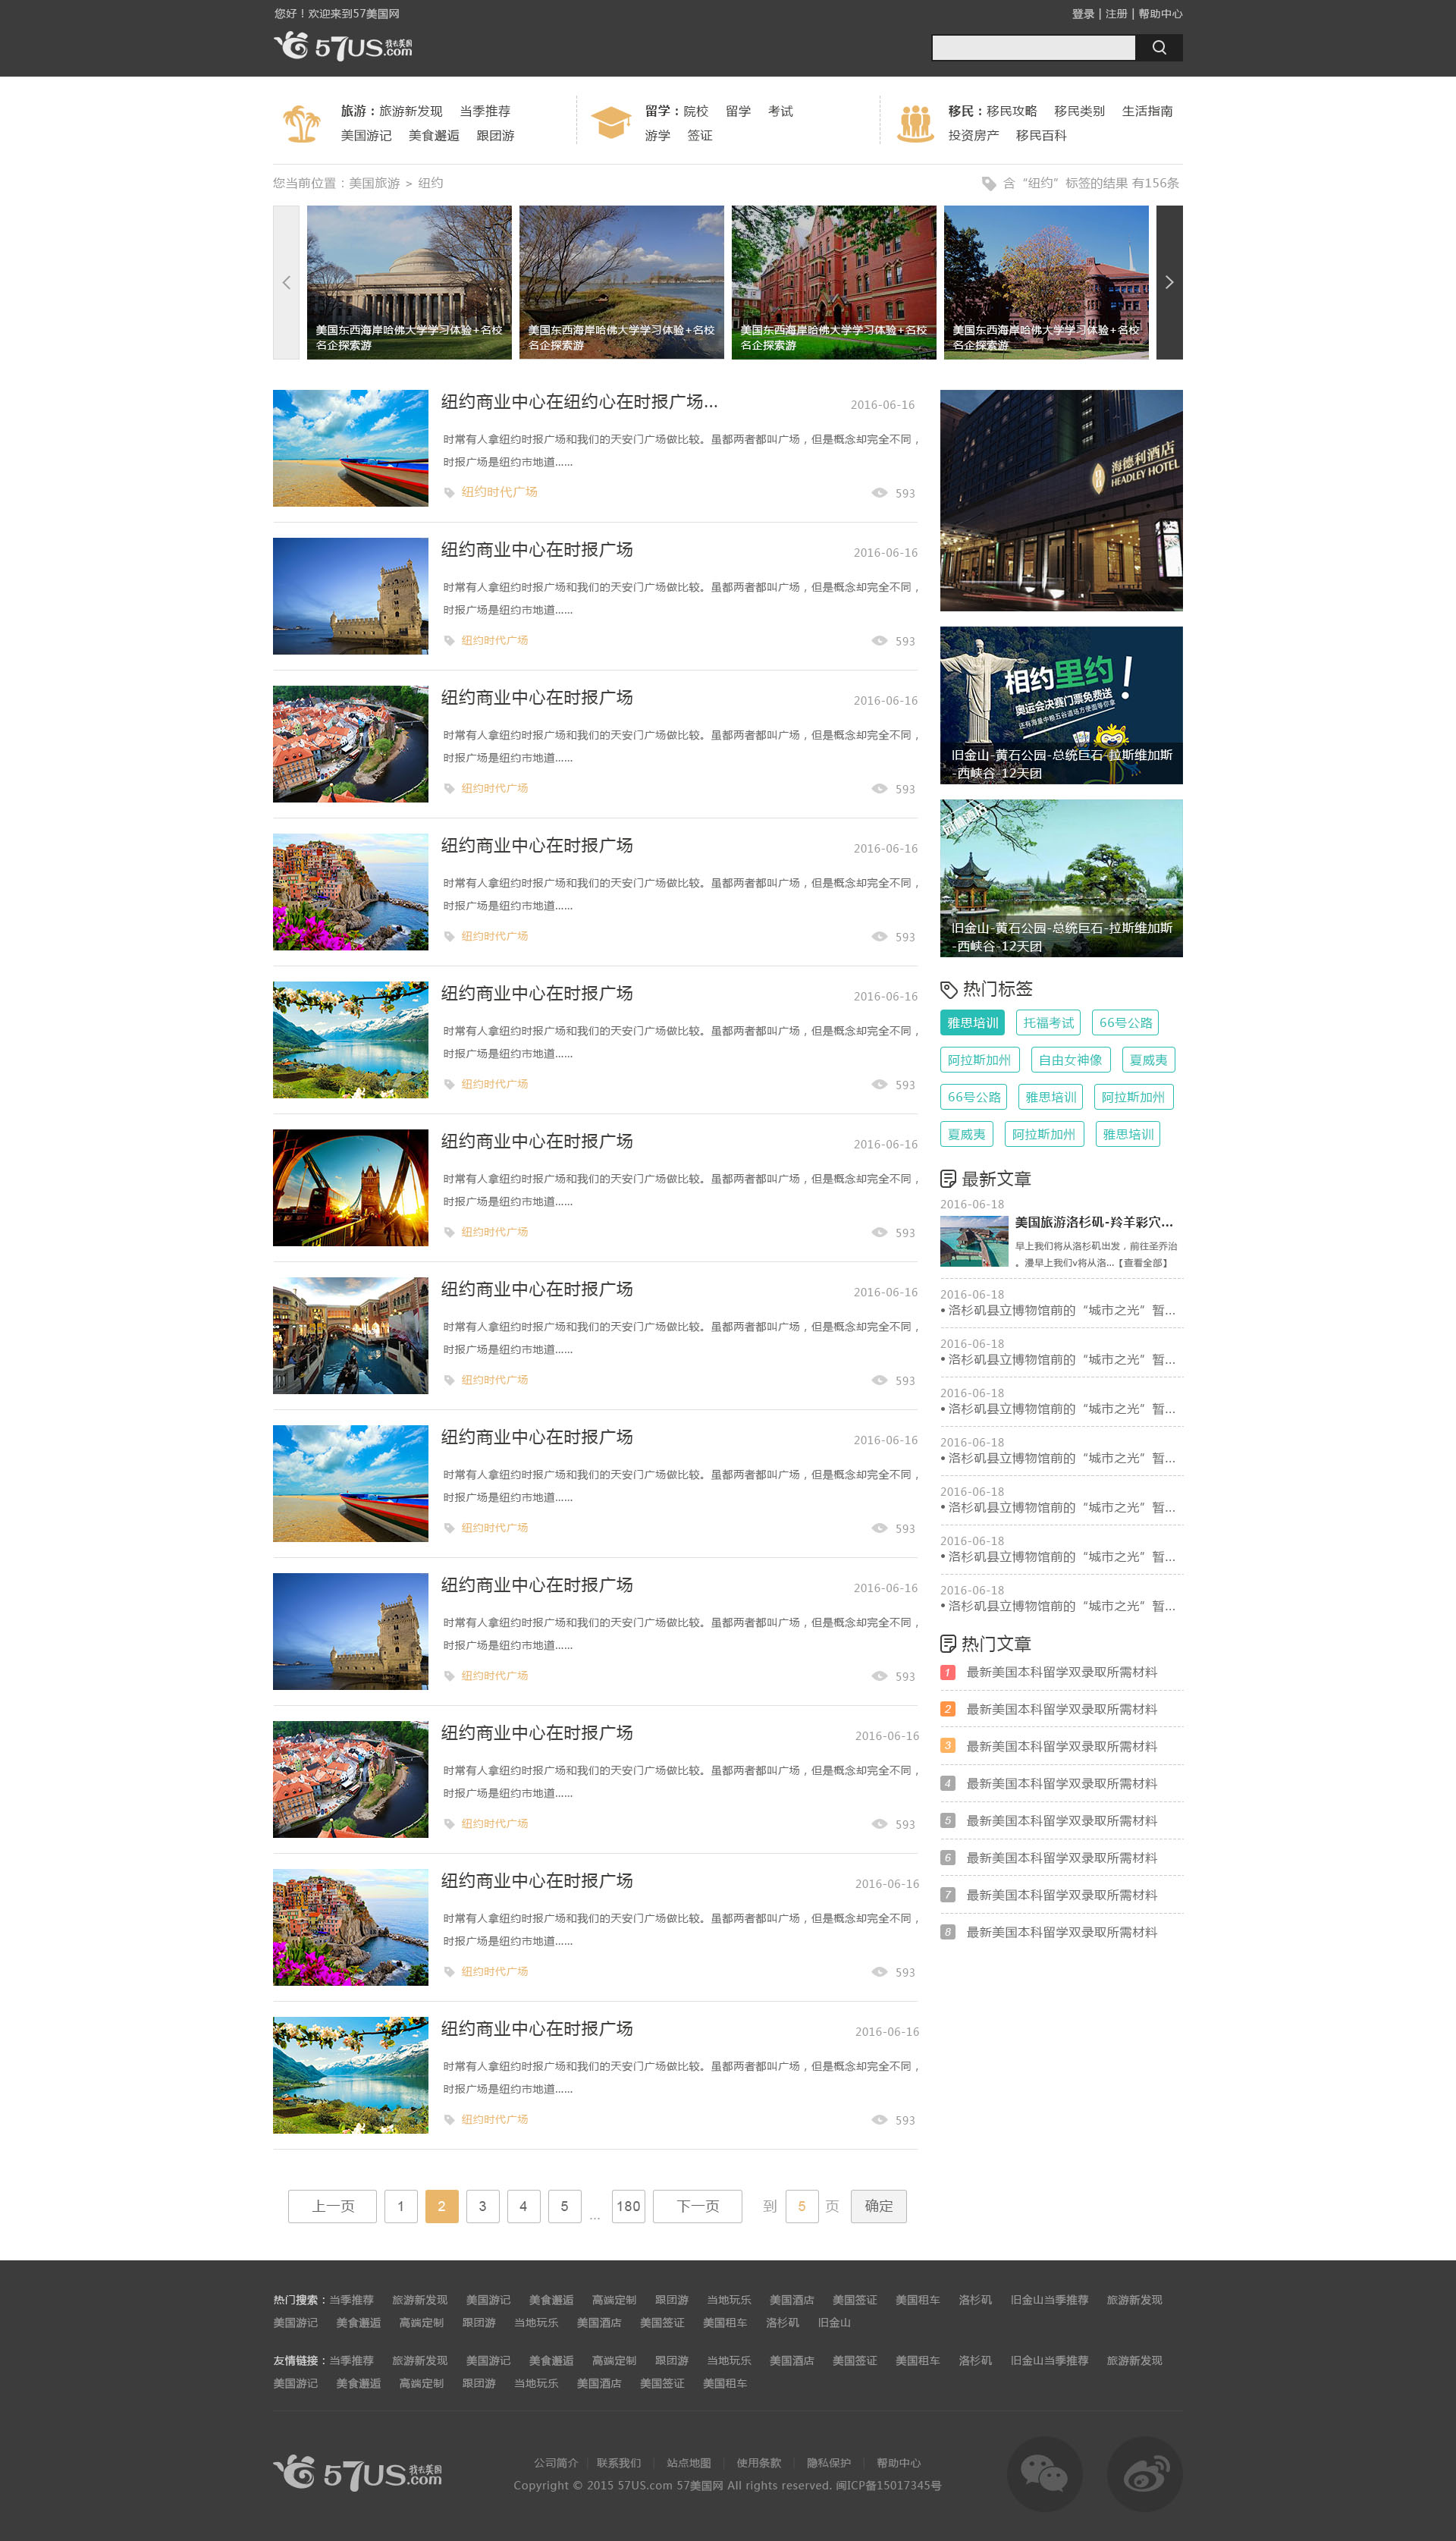 您好！欢迎来到57美国网
登录 | 注册 | 帮助中心
57US.com 我在美国
旅游：旅游新发现 当季推荐
美国游记 美食邂逅 跟团游
留学：院校 留学 考试
游学 签证
移民：移民攻略 移民类别 生活指南
投资房产 移民百科
您当前位置：美国旅游 > 纽约
含“纽约”标签的结果 有156条
美国东西海岸哈佛大学学习体验+名校
名企探索游
美国东西海岸哈佛大学学习体验+名校
名企探索游
美国东西海岸哈佛大学学习体验+名校
名企探索游
美国东西海岸哈佛大学学习体验+名校
名企探索游
纽约商业中心在纽约心在时报广场...
2016-06-16
时常有人拿纽约时报广场和我们的天安门广场做比较。虽都两者都叫广场，但是概念却完全不同，
时报广场是纽约市地道......
纽约时代广场
593
纽约商业中心在时报广场
2016-06-16
时常有人拿纽约时报广场和我们的天安门广场做比较。虽都两者都叫广场，但是概念却完全不同，
时报广场是纽约市地道......
纽约时代广场
593
纽约商业中心在时报广场
2016-06-16
时常有人拿纽约时报广场和我们的天安门广场做比较。虽都两者都叫广场，但是概念却完全不同，
时报广场是纽约市地道......
纽约时代广场
593
纽约商业中心在时报广场
2016-06-16
时常有人拿纽约时报广场和我们的天安门广场做比较。虽都两者都叫广场，但是概念却完全不同，
时报广场是纽约市地道......
纽约时代广场
593
纽约商业中心在时报广场
2016-06-16
时常有人拿纽约时报广场和我们的天安门广场做比较。虽都两者都叫广场，但是概念却完全不同，
时报广场是纽约市地道......
纽约时代广场
593
纽约商业中心在时报广场
2016-06-16
时常有人拿纽约时报广场和我们的天安门广场做比较。虽都两者都叫广场，但是概念却完全不同，
时报广场是纽约市地道......
纽约时代广场
593
纽约商业中心在时报广场
2016-06-16
时常有人拿纽约时报广场和我们的天安门广场做比较。虽都两者都叫广场，但是概念却完全不同，
时报广场是纽约市地道......
纽约时代广场
593
纽约商业中心在时报广场
2016-06-16
时常有人拿纽约时报广场和我们的天安门广场做比较。虽都两者都叫广场，但是概念却完全不同，
时报广场是纽约市地道......
纽约时代广场
593
纽约商业中心在时报广场
2016-06-16
时常有人拿纽约时报广场和我们的天安门广场做比较。虽都两者都叫广场，但是概念却完全不同，
时报广场是纽约市地道......
纽约时代广场
593
纽约商业中心在时报广场
2016-06-16
时常有人拿纽约时报广场和我们的天安门广场做比较。虽都两者都叫广场，但是概念却完全不同，
时报广场是纽约市地道......
纽约时代广场
593
纽约商业中心在时报广场
2016-06-16
时常有人拿纽约时报广场和我们的天安门广场做比较。虽都两者都叫广场，但是概念却完全不同，
时报广场是纽约市地道......
纽约时代广场
593
纽约商业中心在时报广场
2016-06-16
时常有人拿纽约时报广场和我们的天安门广场做比较。虽都两者都叫广场，但是概念却完全不同，
时报广场是纽约市地道......
纽约时代广场
593
上一页 1 2 3 4 5 ... 180 下一页 到 5 页 确定
海德利酒店
HEADLEY HOTEL
相约里约！
奥运会决赛门票免费送
旧金山-黄石公园-总统巨石-拉斯维加斯
-西峡谷-12天团
旧金山-黄石公园-总统巨石-拉斯维加斯
-西峡谷-12天团
热门标签
雅思培训 托福考试 66号公路
阿拉斯加州 自由女神像 夏威夷
66号公路 雅思培训 阿拉斯加州
夏威夷 阿拉斯加州 雅思培训
最新文章
2016-06-18
美国旅游洛杉矶-羚羊彩穴...
早上我们将从洛杉矶出发，前往圣乔治
。漫早上我们v将从洛...【查看全部】
2016-06-18
• 洛杉矶县立博物馆前的“城市之光”暂...
2016-06-18
• 洛杉矶县立博物馆前的“城市之光”暂...
2016-06-18
• 洛杉矶县立博物馆前的“城市之光”暂...
2016-06-18
• 洛杉矶县立博物馆前的“城市之光”暂...
2016-06-18
• 洛杉矶县立博物馆前的“城市之光”暂...
2016-06-18
• 洛杉矶县立博物馆前的“城市之光”暂...
2016-06-18
• 洛杉矶县立博物馆前的“城市之光”暂...
热门文章
1 最新美国本科留学双录取所需材料
2 最新美国本科留学双录取所需材料
3 最新美国本科留学双录取所需材料
4 最新美国本科留学双录取所需材料
5 最新美国本科留学双录取所需材料
6 最新美国本科留学双录取所需材料
7 最新美国本科留学双录取所需材料
8 最新美国本科留学双录取所需材料
热门搜索：当季推荐 旅游新发现 美国游记 美食邂逅 高端定制 跟团游 当地玩乐 美国酒店 美国签证 美国租车 洛杉矶 旧金山当季推荐 旅游新发现
美国游记 美食邂逅 高端定制 跟团游 当地玩乐 美国酒店 美国签证 美国租车 洛杉矶 旧金山
友情链接：当季推荐 旅游新发现 美国游记 美食邂逅 高端定制 跟团游 当地玩乐 美国酒店 美国签证 美国租车 洛杉矶 旧金山当季推荐 旅游新发现
美国游记 美食邂逅 高端定制 跟团游 当地玩乐 美国酒店 美国签证 美国租车
57US.com 我在美国
公司简介 | 联系我们 | 站点地图 | 使用条款 | 隐私保护 | 帮助中心
Copyright © 2015 57US.com 57美国网 All rights reserved. 闽ICP备15017345号